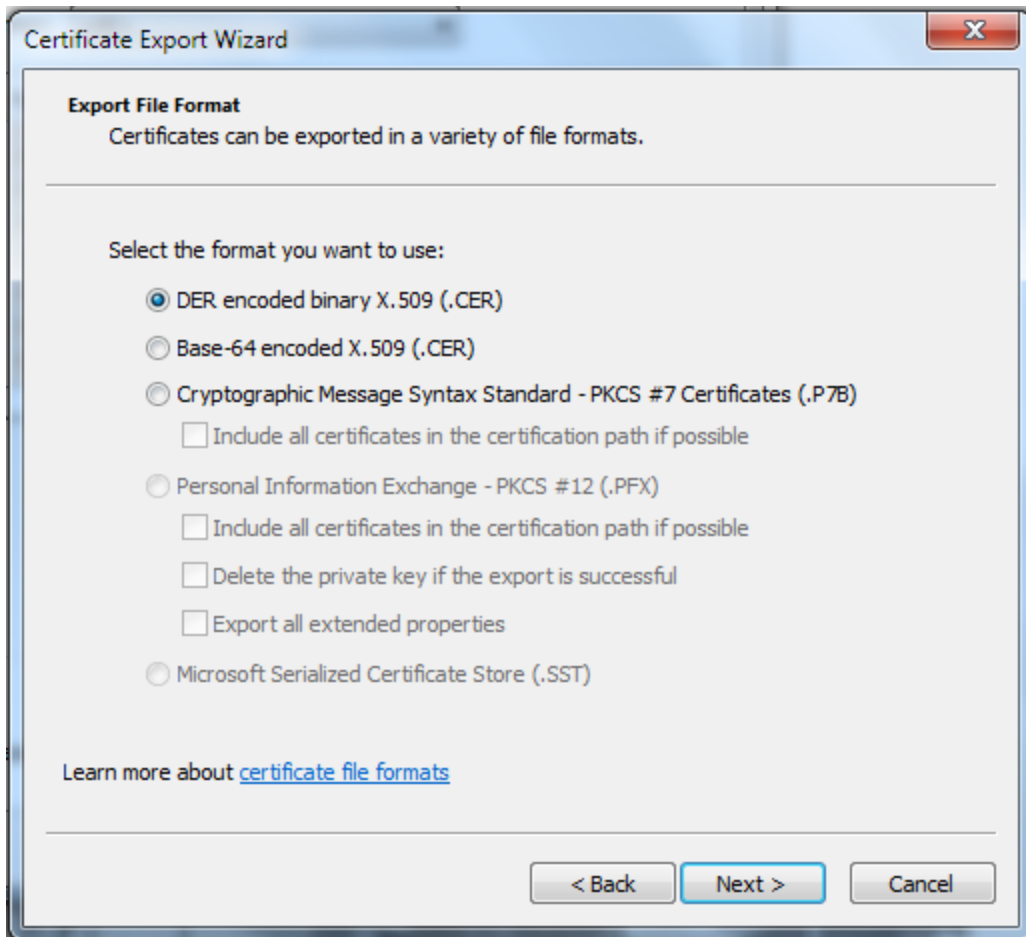 Certificate Export Wizard
Export File Format
Certificates can be exported in a variety of file formats.
Select the format you want to use:
DER encoded binary X.509 (.CER)
Base-64 encoded X.509 (.CER)
Cryptographic Message Syntax Standard - PKCS #7 Certificates (.P7B)
Include all certificates in the certification path if possible
Personal Information Exchange - PKCS #12 (.PFX)
Include all certificates in the certification path if possible
Delete the private key if the export is successful
Export all extended properties
Microsoft Serialized Certificate Store (.SST)
Learn more about certificate file formats
< Back Next > Cancel